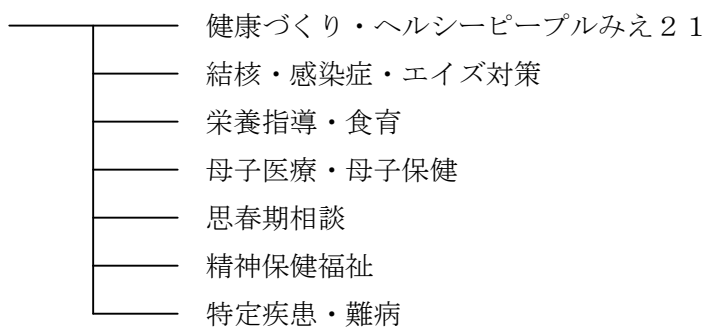 健康づくり・ヘルシーピープルみえ２１
結核・感染症・エイズ対策
栄養指導・食育
母子医療・母子保健
思春期相談
精神保健福祉
特定疾患・難病